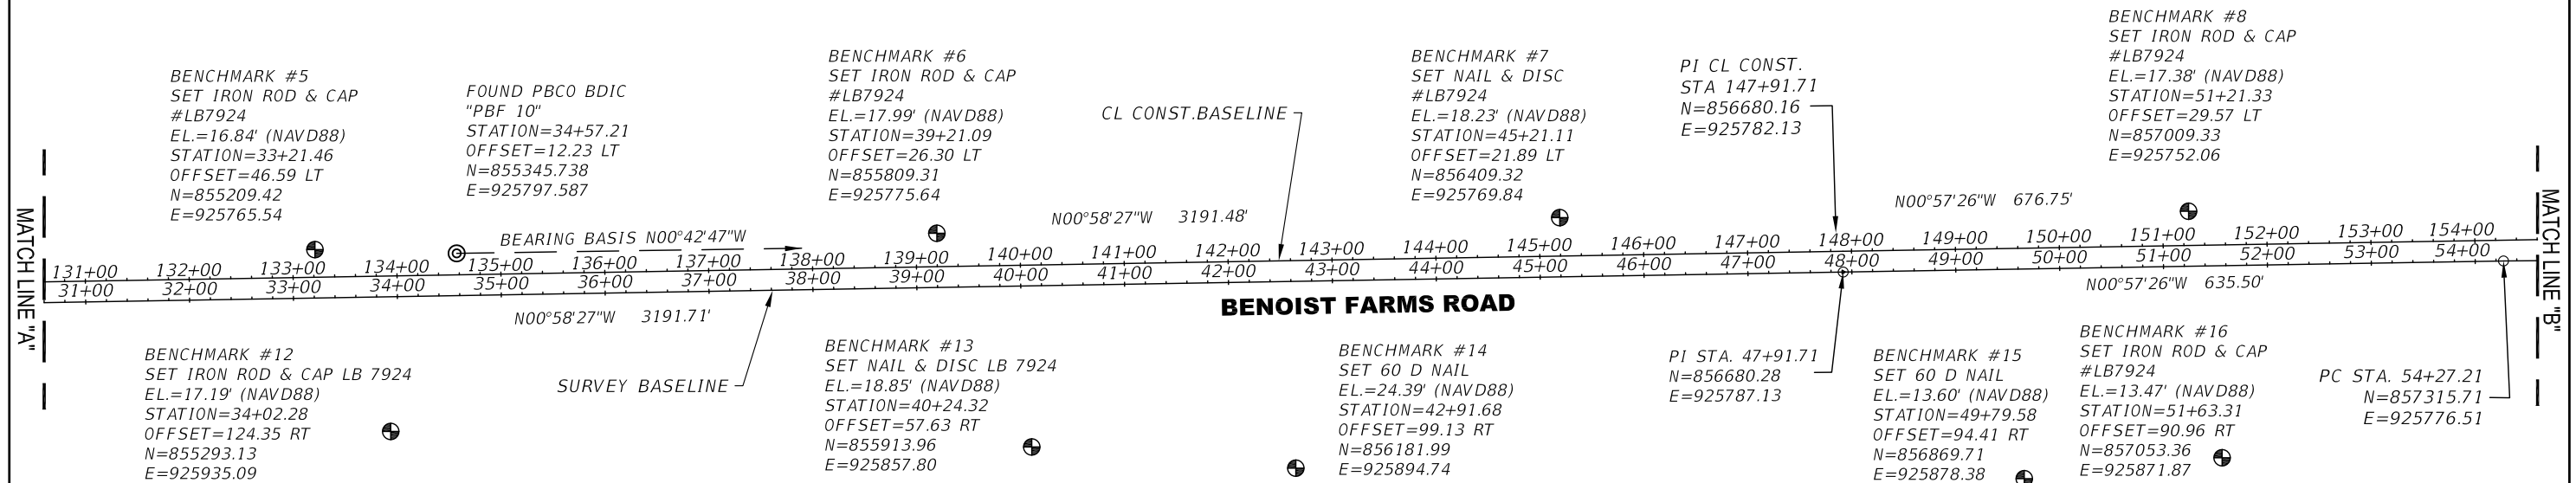 BENCHMARK #5
SET IRON ROD & CAP
#LB7924
EL.=16.84' (NAVD88)
STATION=33+21.46
OFFSET=46.59 LT
N=855209.42
E=925765.54
FOUND PBCO BDIC
"PBF 10"
STATION=34+57.21
OFFSET=12.23 LT
N=855345.738
E=925797.587
BENCHMARK #6
SET IRON ROD & CAP
#LB7924
EL.=17.99' (NAVD88)
STATION=39+21.09
OFFSET=26.30 LT
N=855809.31
E=925775.64
CL CONST.BASELINE
BENCHMARK #7
SET NAIL & DISC
#LB7924
EL.=18.23' (NAVD88)
STATION=45+21.11
OFFSET=21.89 LT
N=856409.32
E=925769.84
PI CL CONST.
STA 147+91.71
N=856680.16
E=925782.13
BENCHMARK #8
SET IRON ROD & CAP
#LB7924
EL.=17.38' (NAVD88)
STATION=51+21.33
OFFSET=29.57 LT
N=857009.33
E=925752.06
MATCH LINE "A"
BEARING BASIS N00°42'47"W
N00°58'27"W 3191.48'
N00°57'26"W 676.75'
131+00 132+00 133+00 134+00 135+00 136+00 137+00 138+00 139+00 140+00 141+00 142+00 143+00 144+00 145+00 146+00 147+00 148+00 149+00 150+00 151+00 152+00 153+00 154+00
31+00 32+00 33+00 34+00 35+00 36+00 37+00 38+00 39+00 40+00 41+00 42+00 43+00 44+00 45+00 46+00 47+00 48+00 49+00 50+00 51+00 52+00 53+00 54+00
MATCH LINE "B"
N00°58'27"W 3191.71'
BENOIST FARMS ROAD
N00°57'26"W 635.50'
BENCHMARK #12
SET IRON ROD & CAP LB 7924
EL.=17.19' (NAVD88)
STATION=34+02.28
OFFSET=124.35 RT
N=855293.13
E=925935.09
SURVEY BASELINE
BENCHMARK #13
SET NAIL & DISC LB 7924
EL.=18.85' (NAVD88)
STATION=40+24.32
OFFSET=57.63 RT
N=855913.96
E=925857.80
BENCHMARK #14
SET 60 D NAIL
EL.=24.39' (NAVD88)
STATION=42+91.68
OFFSET=99.13 RT
N=856181.99
E=925894.74
PI STA. 47+91.71
N=856680.28
E=925787.13
BENCHMARK #15
SET 60 D NAIL
EL.=13.60' (NAVD88)
STATION=49+79.58
OFFSET=94.41 RT
N=856869.71
E=925878.38
BENCHMARK #16
SET IRON ROD & CAP
#LB7924
EL.=13.47' (NAVD88)
STATION=51+63.31
OFFSET=90.96 RT
N=857053.36
E=925871.87
PC STA. 54+27.21
N=857315.71
E=925776.51